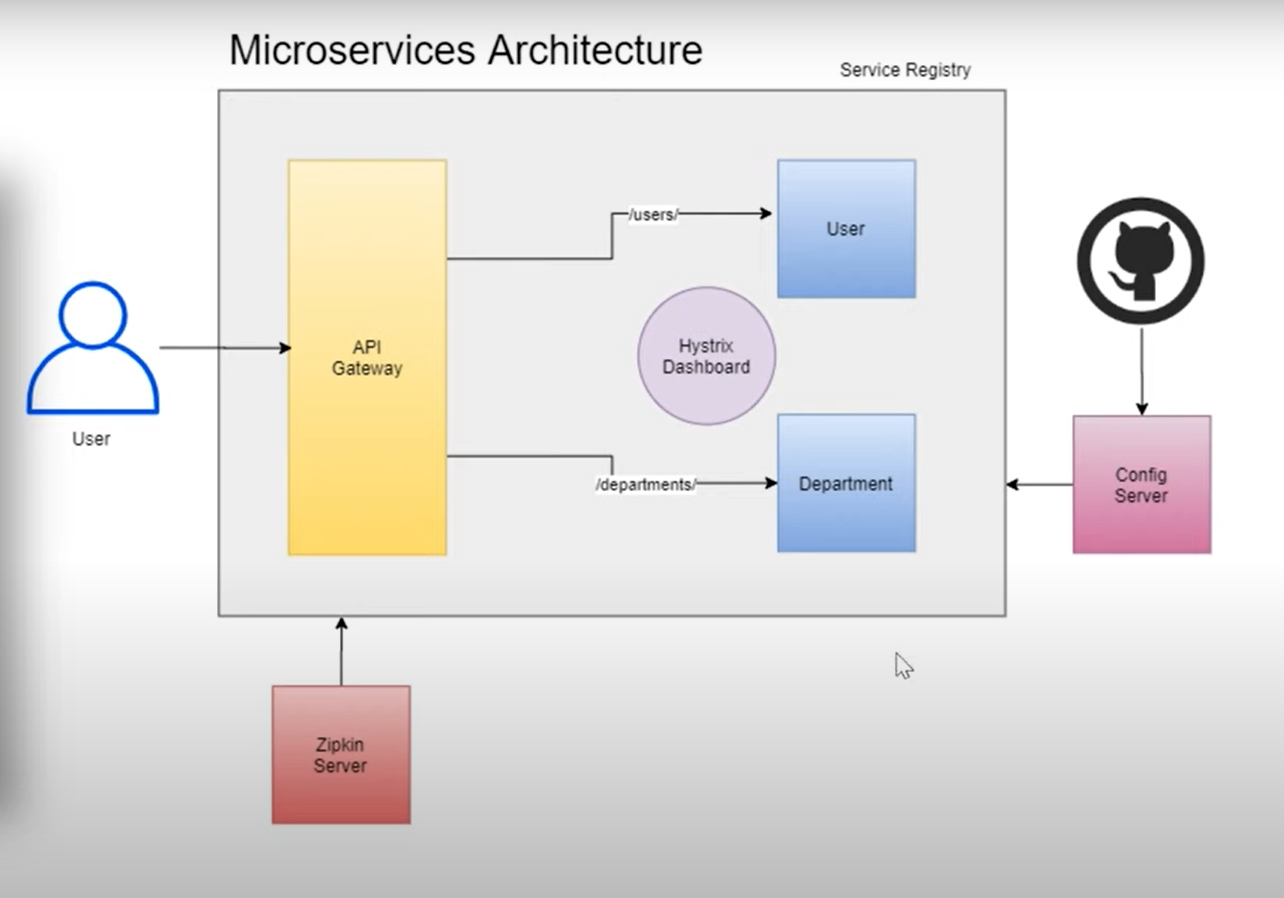 Microservices Architecture
Service Registry
/users/
User
API
Gateway
Hystrix
Dashboard
User
/departments/
Department
Config
Server
Zipkin
Server